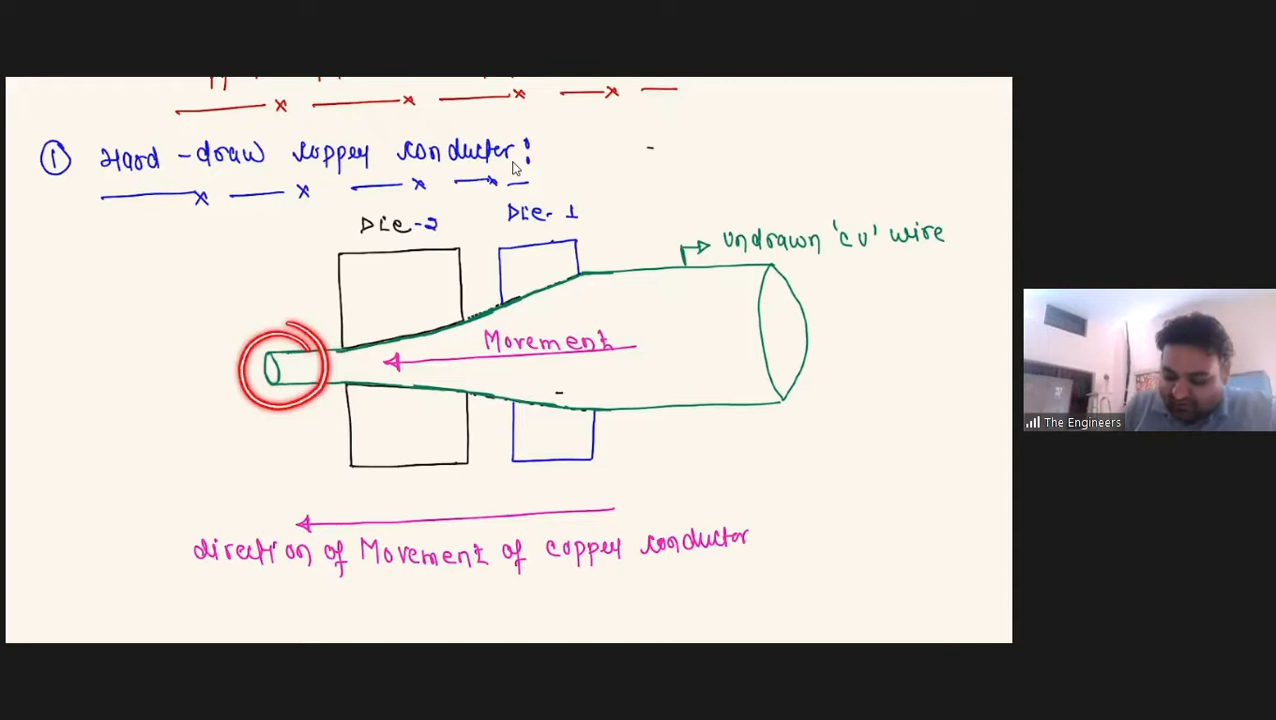 ① Hard-draw copper conductor:
Die-2 Die-1
undrawn 'cu' wire
Movement
direction of Movement of copper conductor
The Engineers